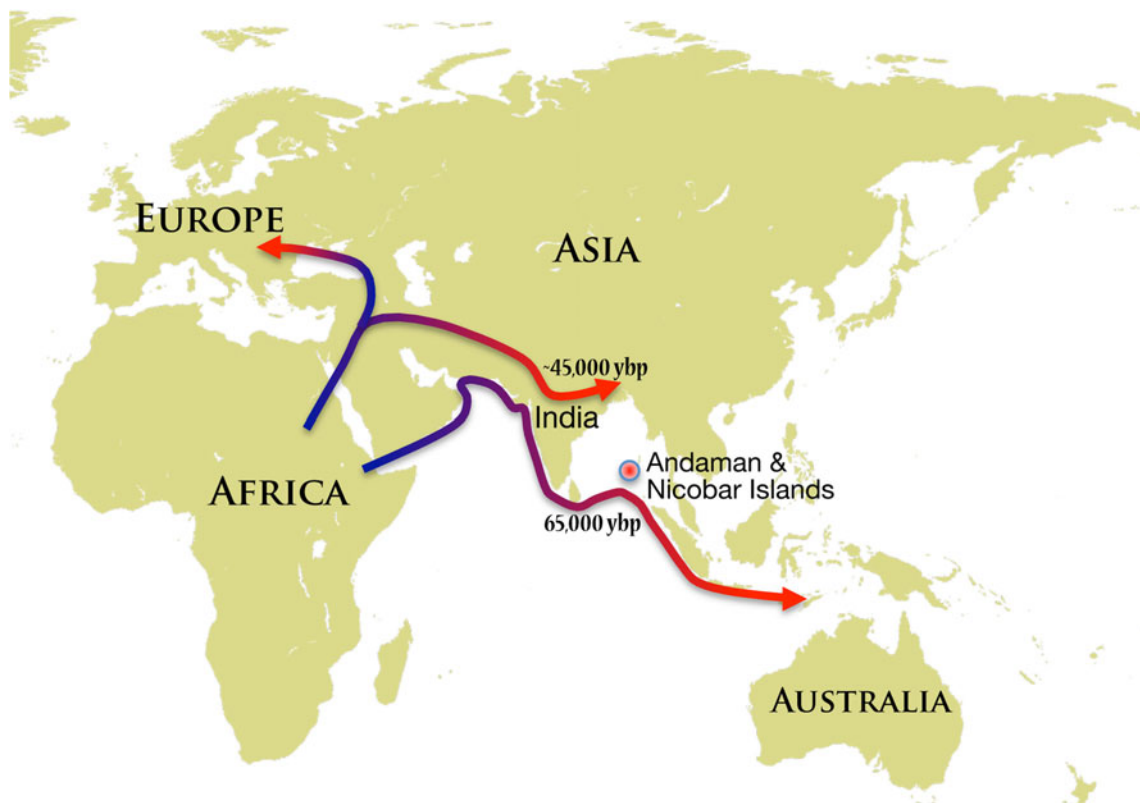 EUROPE
ASIA
~45,000 ybp
India
Andaman &
Nicobar Islands
AFRICA
65,000 ybp
AUSTRALIA